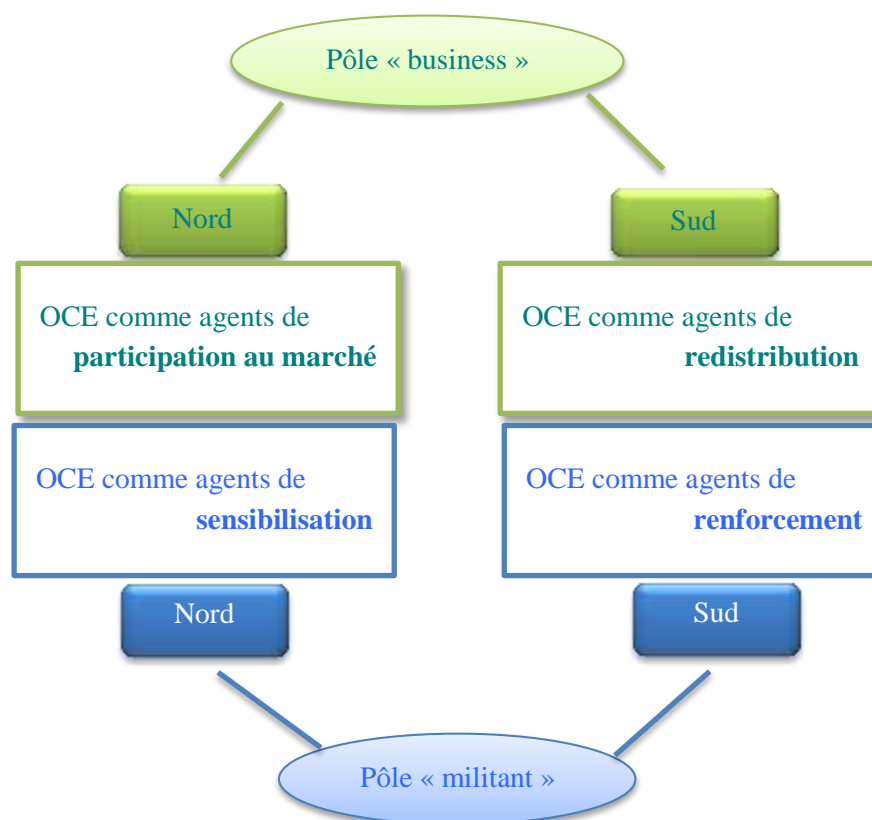 Pôle « business »
Nord
Sud
OCE comme agents de
participation au marché
OCE comme agents de
redistribution
OCE comme agents de
sensibilisation
OCE comme agents de
renforcement
Nord
Sud
Pôle « militant »